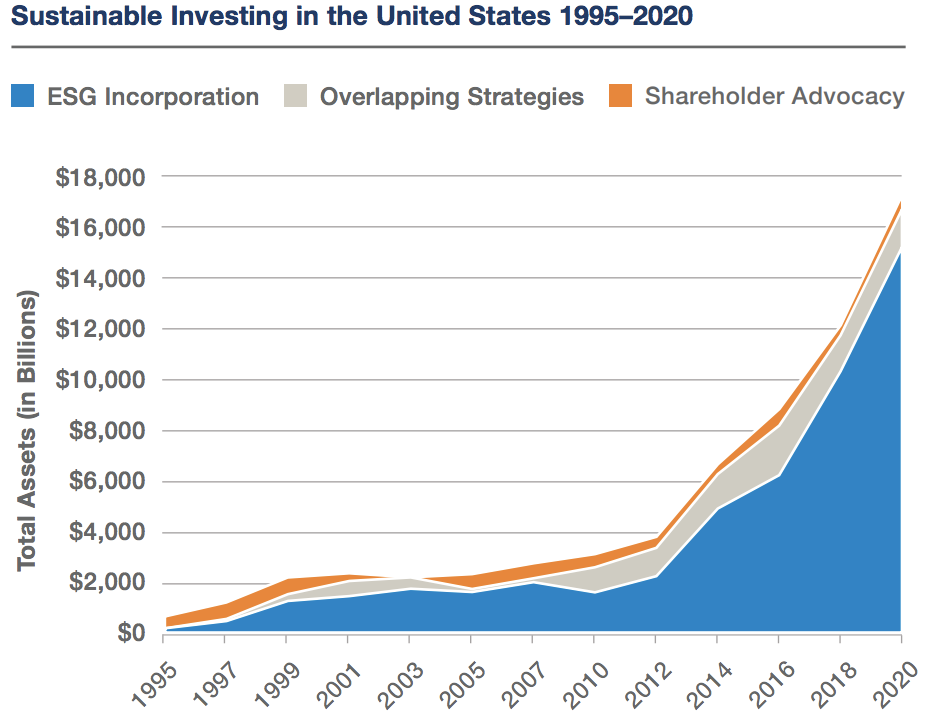 Sustainable Investing in the United States 1995–2020
ESG Incorporation Overlapping Strategies Shareholder Advocacy
Total Assets (in Billions)
$18,000
$16,000
$14,000
$12,000
$10,000
$8,000
$6,000
$4,000
$2,000
$0
1995 1997 1999 2001 2003 2005 2007 2010 2012 2014 2016 2018 2020